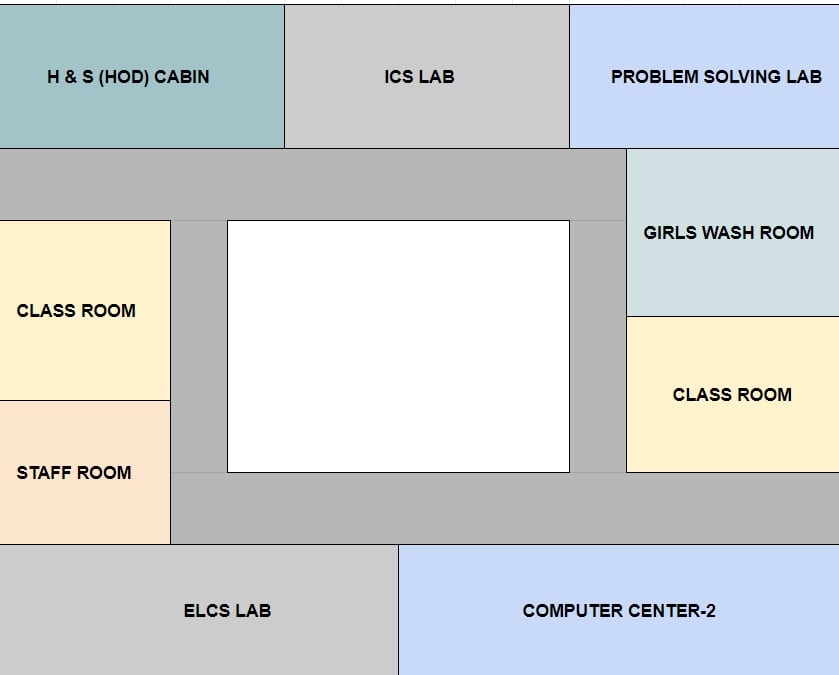 H & S (HOD) CABIN
ICS LAB
PROBLEM SOLVING LAB
GIRLS WASH ROOM
CLASS ROOM
CLASS ROOM
STAFF ROOM
ELCS LAB
COMPUTER CENTER-2